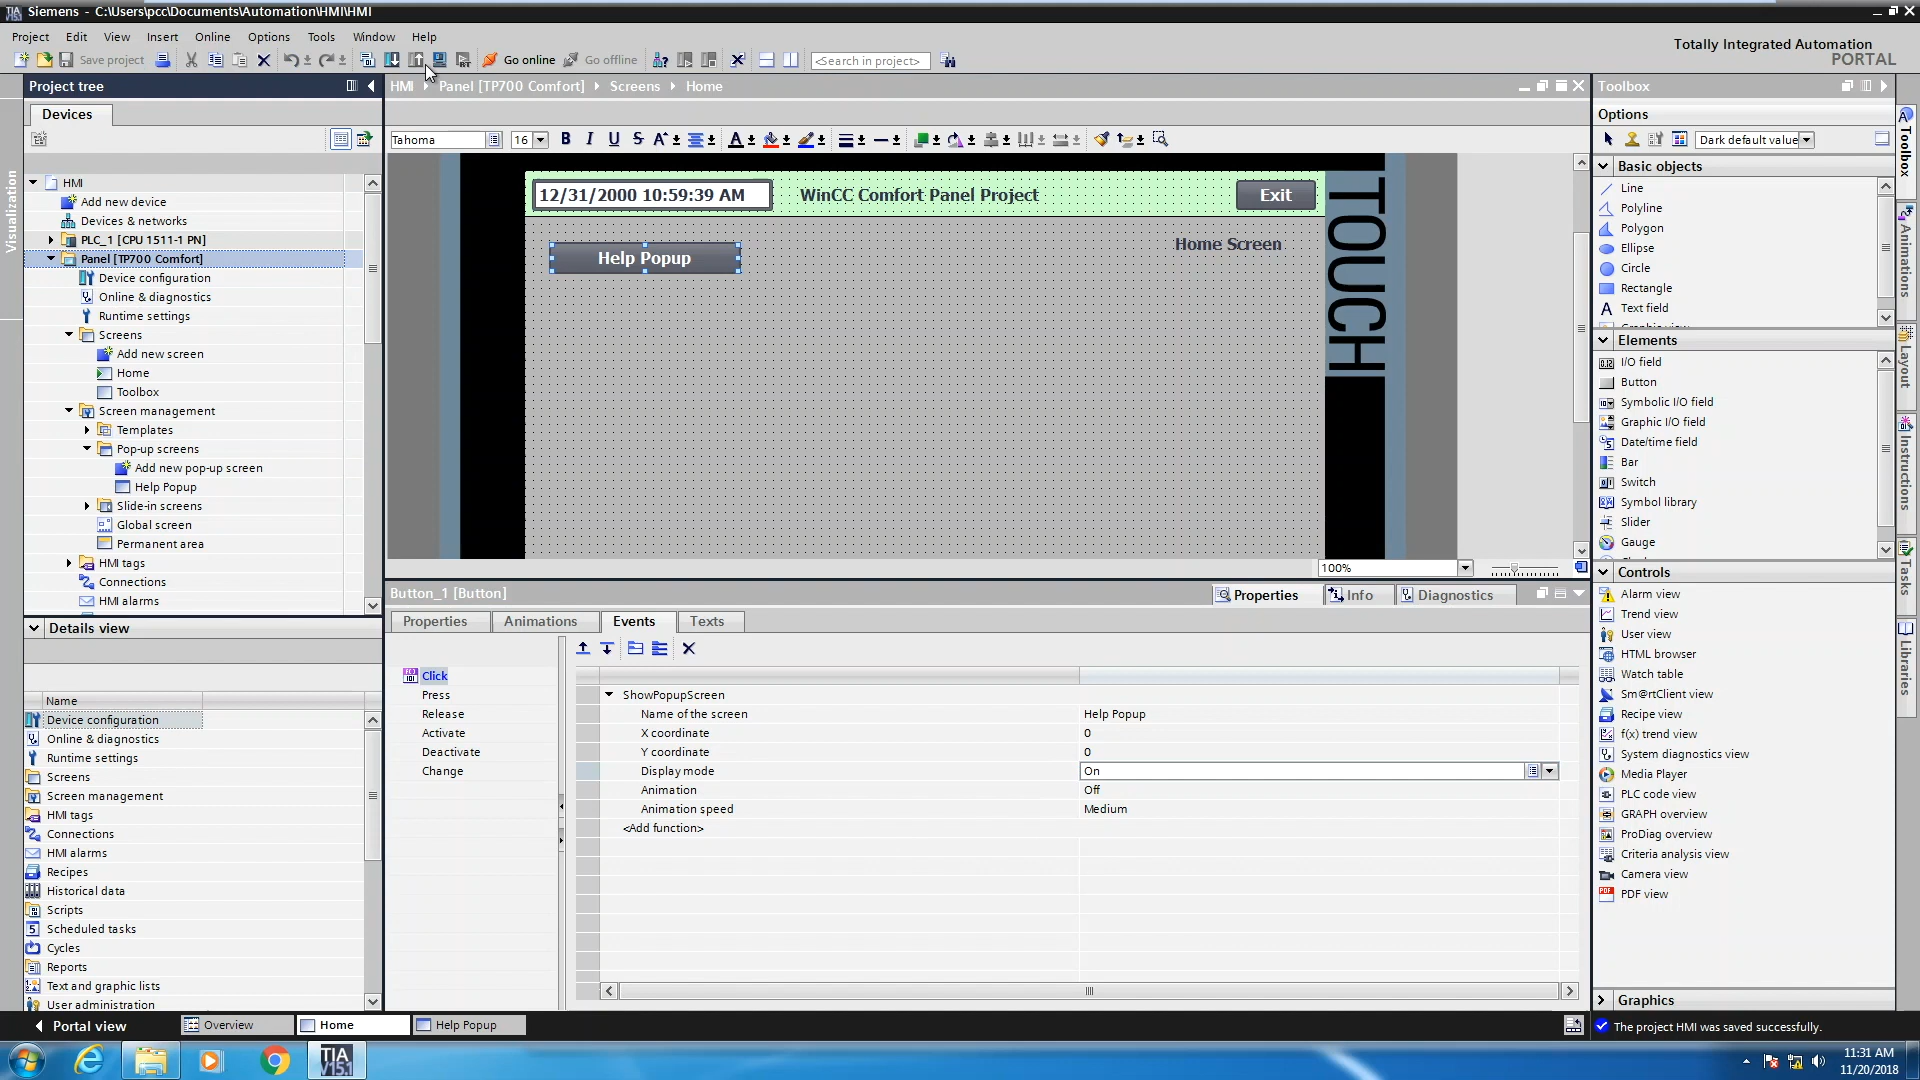 Siemens - C:\Users\pcc\Documents\Automation\HMI\HMI
Project Edit View Insert Online Options Tools Window Help
Totally Integrated Automation
PORTAL
Save project
Go online
Go offline
<Search in project>
Project tree
HMI
Panel [TP700 Comfort]
Screens
Home
Toolbox
Devices
Options
Tahoma
16
Dark default value
HMI
Add new device
Devices & networks
PLC_1 [CPU 1511-1 PN]
Panel [TP700 Comfort]
Device configuration
Online & diagnostics
Runtime settings
Screens
Add new screen
Home
Toolbox
Screen management
Templates
Pop-up screens
Add new pop-up screen
Help Popup
Slide-in screens
Global screen
Permanent area
HMI tags
Connections
HMI alarms
Visualization
12/31/2000 10:59:39 AM
WinCC Comfort Panel Project
Exit
Help Popup
Home Screen
TOUCH
100%
Basic objects
Line
Polyline
Polygon
Ellipse
Circle
Rectangle
Text field
Elements
I/O field
Button
Symbolic I/O field
Graphic I/O field
Date/time field
Bar
Switch
Symbol library
Slider
Gauge
Controls
Alarm view
Trend view
User view
HTML browser
Watch table
Sm@rtClient view
Recipe view
f(x) trend view
System diagnostics view
Media Player
PLC code view
GRAPH overview
ProDiag overview
Criteria analysis view
Camera view
PDF view
Graphics
Toolbox
Animations
Layout
Instructions
Tasks
Libraries
Details view
Name
Device configuration
Online & diagnostics
Runtime settings
Screens
Screen management
HMI tags
Connections
HMI alarms
Recipes
Historical data
Scripts
Scheduled tasks
Cycles
Reports
Text and graphic lists
User administration
Button_1 [Button]
Properties
Info
Diagnostics
Properties
Animations
Events
Texts
Click
Press
Release
Activate
Deactivate
Change
ShowPopupScreen
Name of the screen Help Popup
X coordinate 0
Y coordinate 0
Display mode On
Animation Off
Animation speed Medium
<Add function>
Portal view
Overview
Home
Help Popup
The project HMI was saved successfully.
TIA
V15.1
11:31 AM
11/20/2018